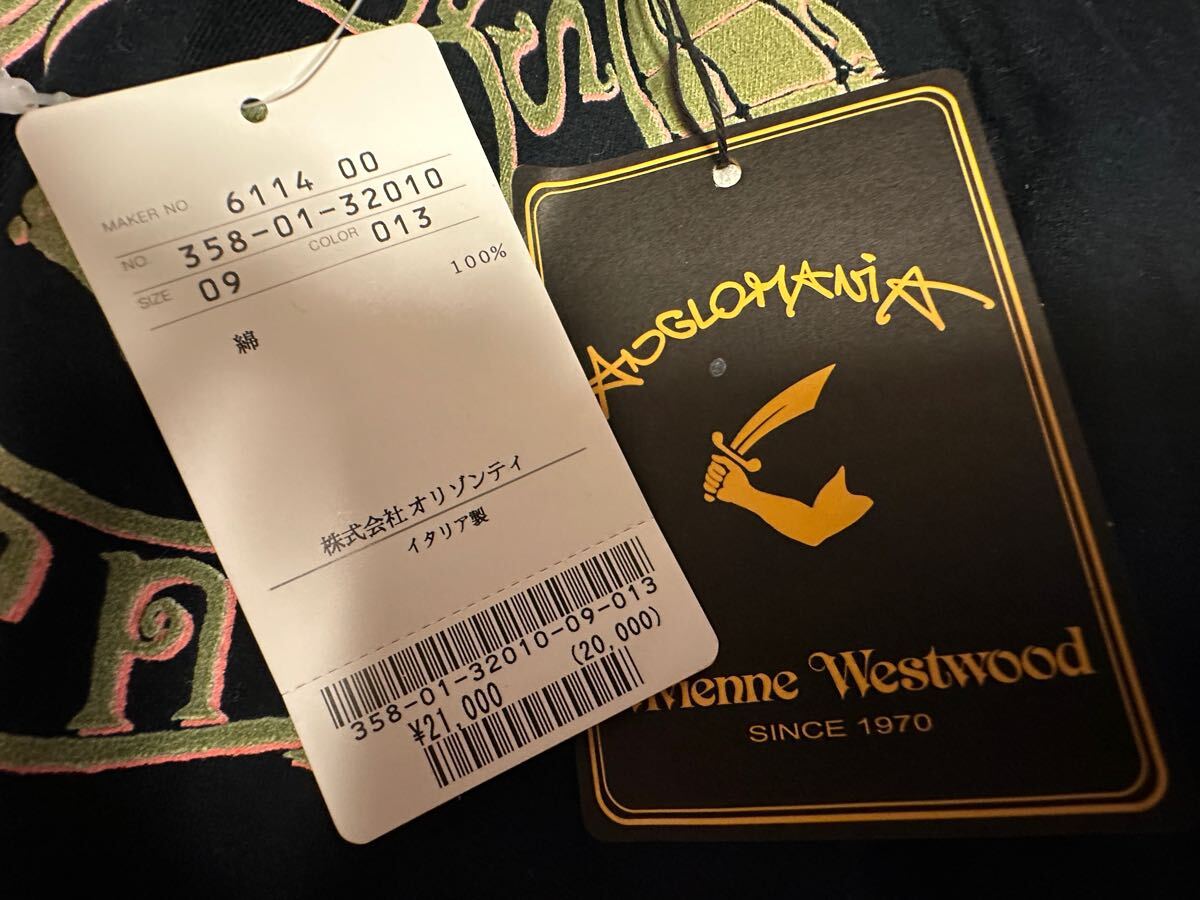 MAKER NO 6114 00
NO 358-01-32010
SIZE 09 COLOR 013
綿 100%
株式会社オリゾンティ
イタリア製
358-01-32010-09-013
¥21,000 (20,000)
ANGLOMANiA
Westwood
SINCE 1970